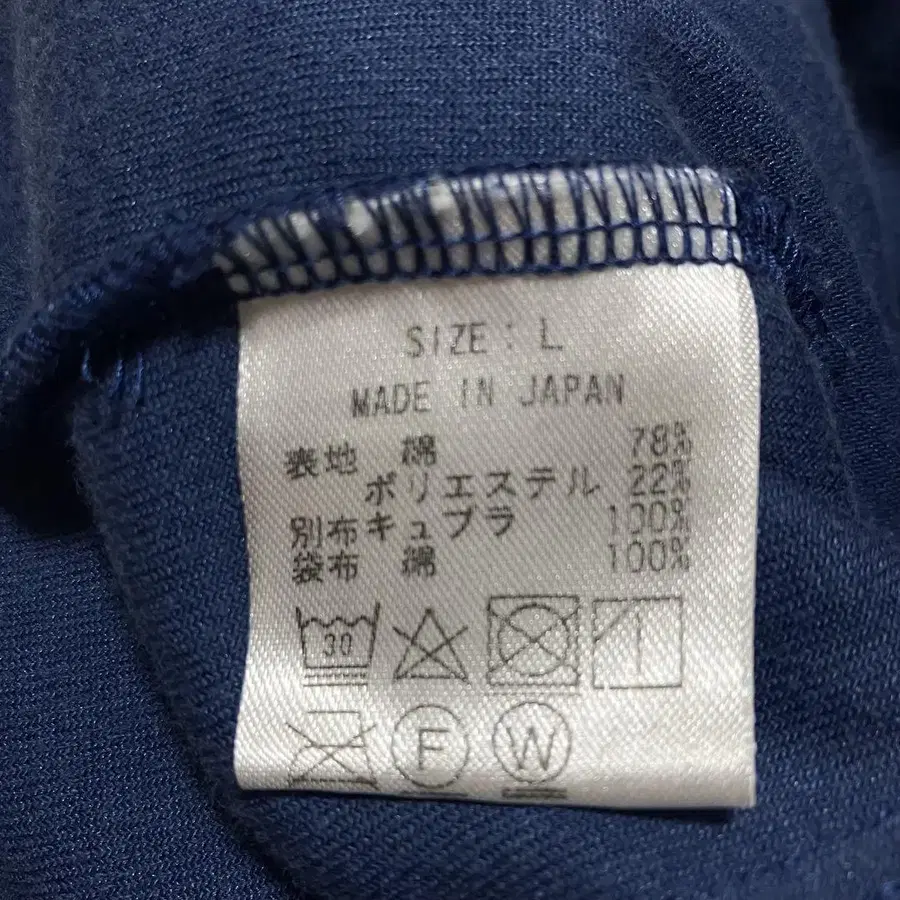 SIZE : L
MADE IN JAPAN
表地 綿 78%
ポリエステル 22%
別布 キュプラ 100%
袋布 綿 100%
30
F
W